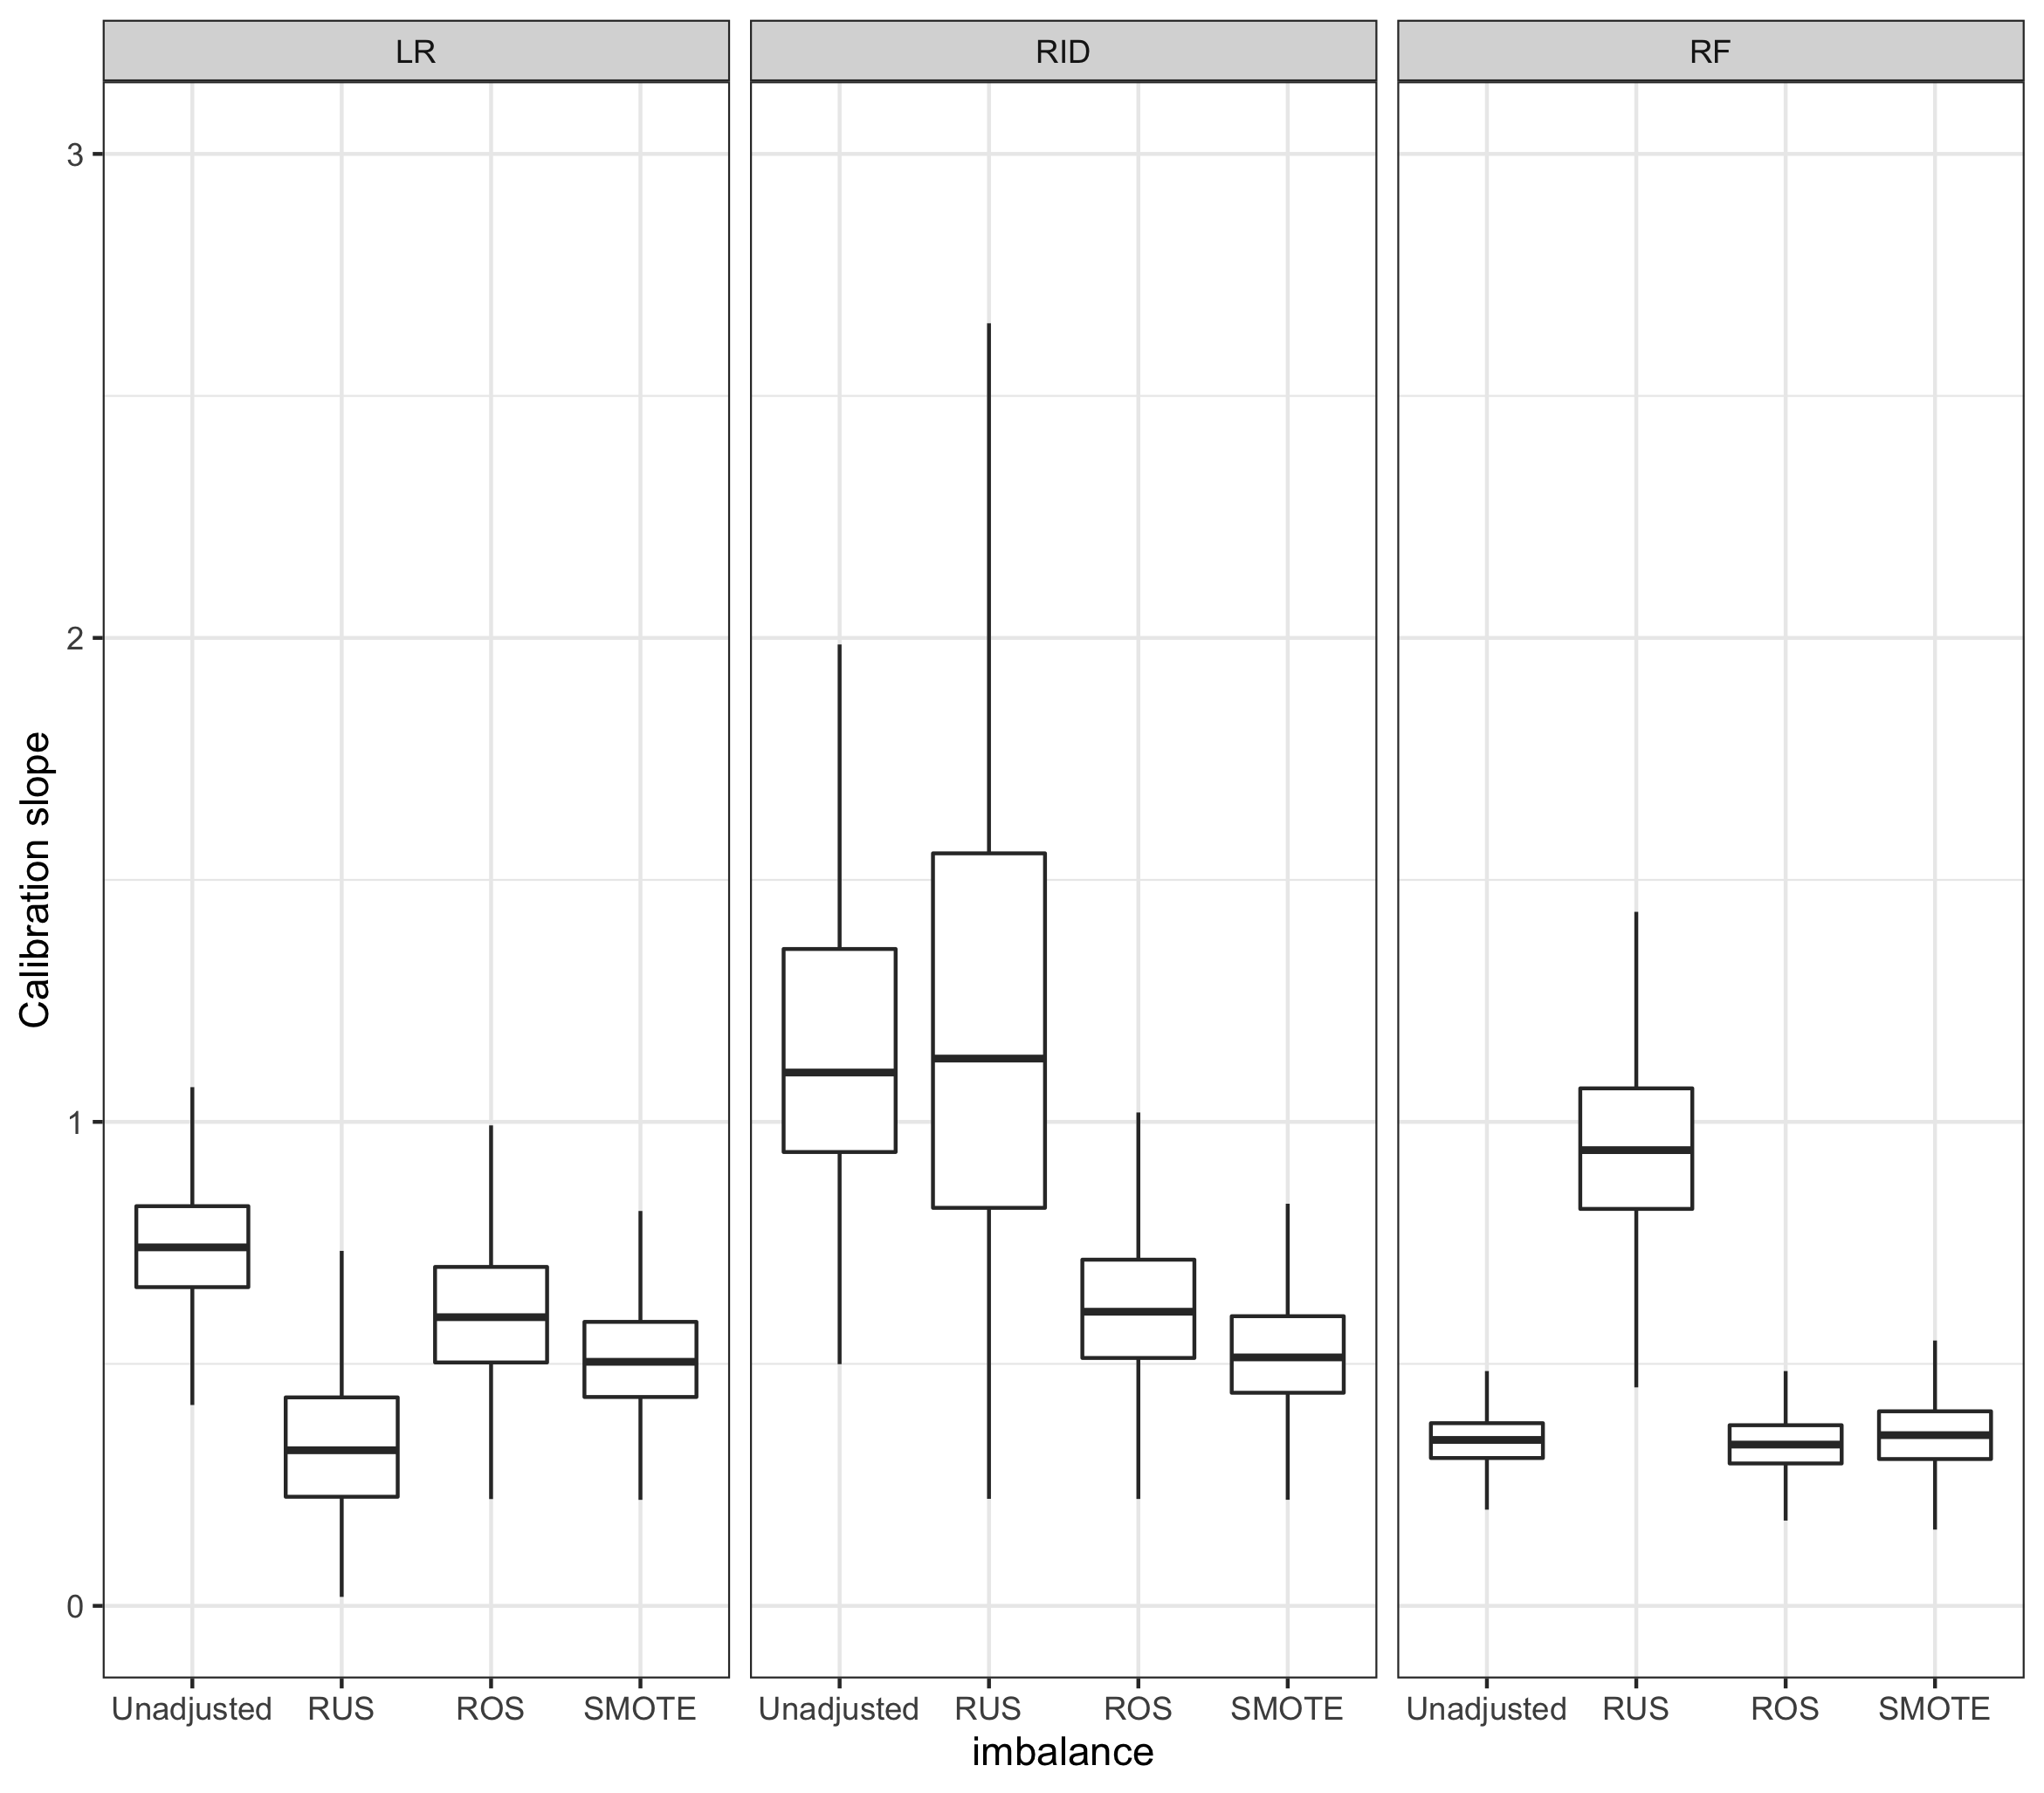 LR RID RF
3
2
1
0
Calibration slope
Unadjusted RUS ROS SMOTE Unadjusted RUS ROS SMOTE Unadjusted RUS ROS SMOTE
imbalance